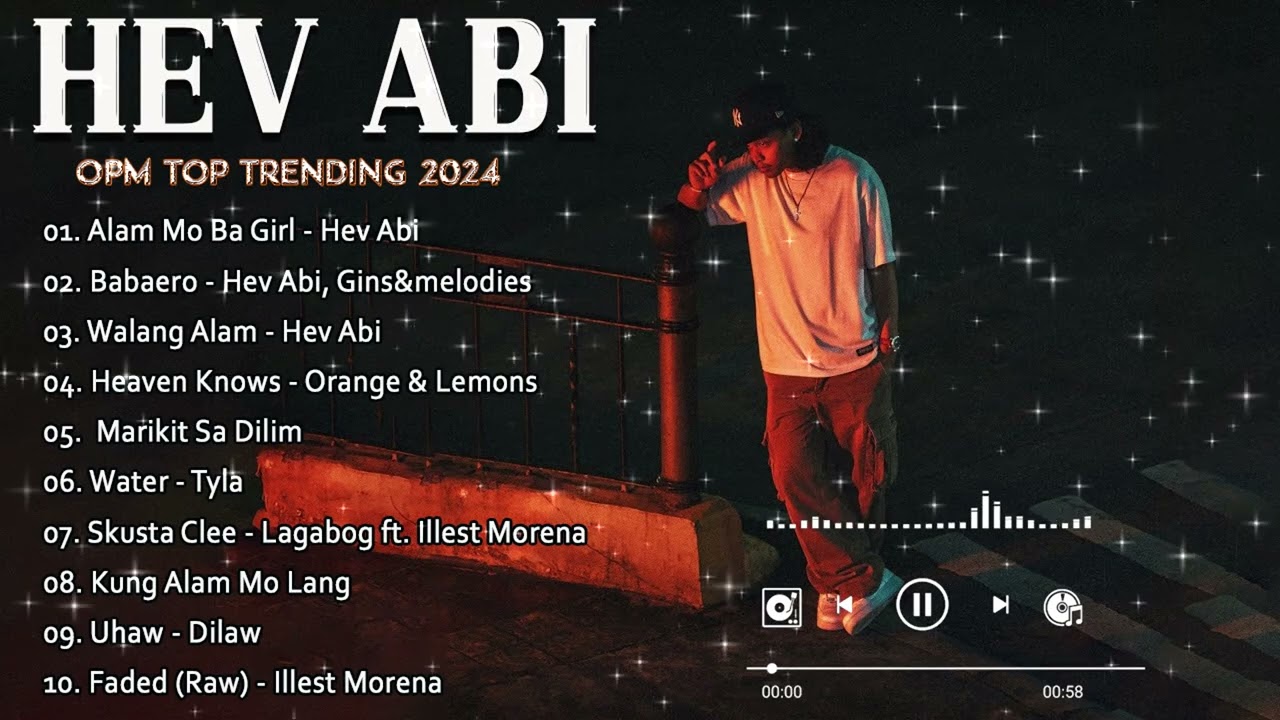 HEV ABI
OPM TOP TRENDING 2024
01. Alam Mo Ba Girl - Hev Abi
02. Babaero - Hev Abi, Gins&melodies
03. Walang Alam - Hev Abi
04. Heaven Knows - Orange & Lemons
05. Marikit Sa Dilim
06. Water - Tyla
07. Skusta Clee - Lagabog ft. Illest Morena
08. Kung Alam Mo Lang
09. Uhaw - Dilaw
10. Faded (Raw) - Illest Morena
00:00 00:58